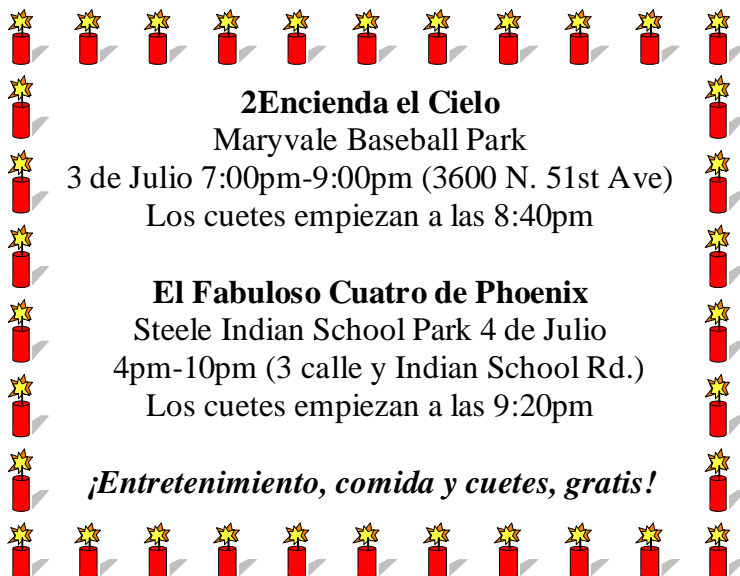 2Encienda el Cielo
Maryvale Baseball Park
3 de Julio 7:00pm-9:00pm (3600 N. 51st Ave)
Los cuetes empiezan a las 8:40pm
El Fabuloso Cuatro de Phoenix
Steele Indian School Park 4 de Julio
4pm-10pm (3 calle y Indian School Rd.)
Los cuetes empiezan a las 9:20pm
¡Entretenimiento, comida y cuetes, gratis!